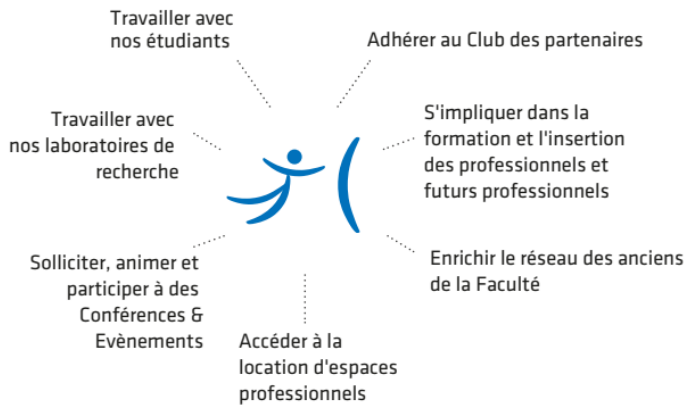 Travailler avec
nos étudiants
Adhérer au Club des partenaires
Travailler avec
nos laboratoires de
recherche
S'impliquer dans la
formation et l'insertion
des professionnels et
futurs professionnels
Solliciter, animer et
participer à des
Conférences &
Evènements
Enrichir le réseau des anciens
de la Faculté
Accéder à la
location d'espaces
professionnels